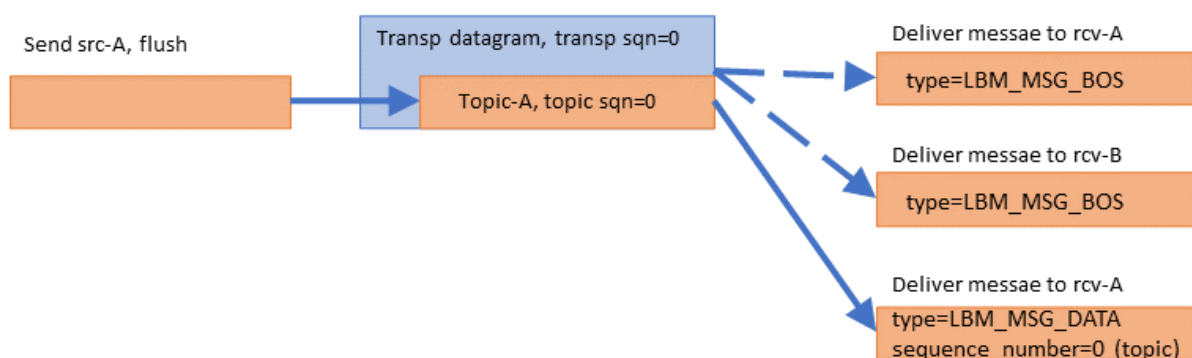 Send src-A, flush
Transp datagram, transp sqn=0
Topic-A, topic sqn=0
Deliver messae to rcv-A
type=LBM_MSG_BOS
Deliver messae to rcv-B
type=LBM_MSG_BOS
Deliver messae to rcv-A
type=LBM_MSG_DATA
sequence_number=0 (topic)